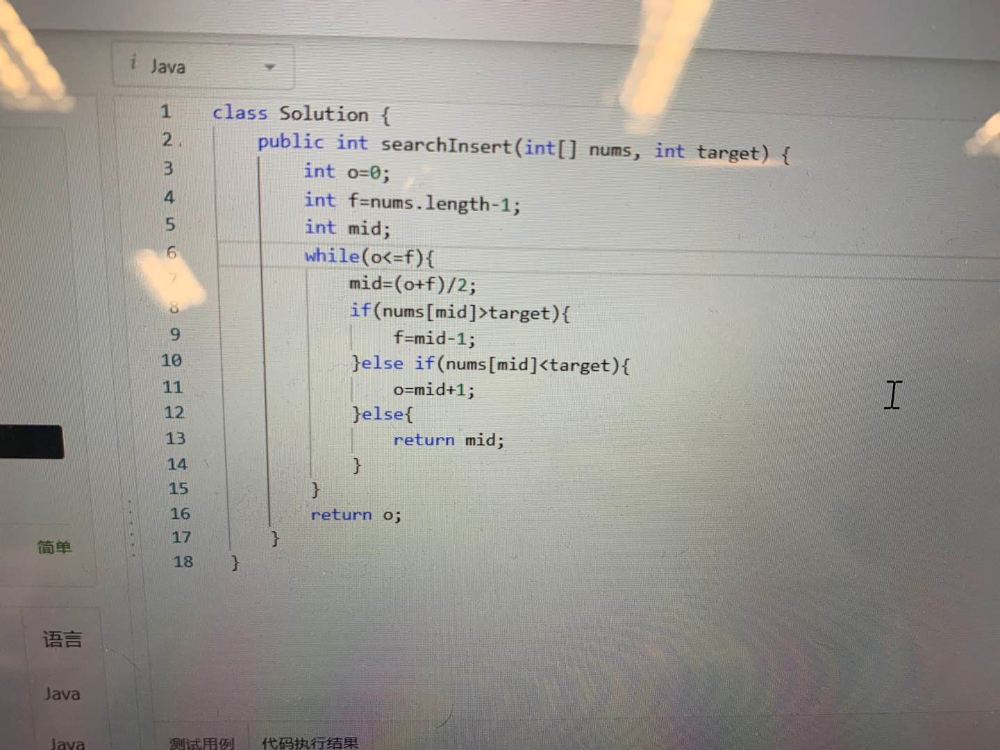 i Java
1 class Solution {
2 public int searchInsert(int[] nums, int target) {
3 int o=0;
4 int f=nums.length-1;
5 int mid;
6 while(o<=f){
7 mid=(o+f)/2;
8 if(nums[mid]>target){
9 f=mid-1;
10 }else if(nums[mid]<target){
11 o=mid+1;
12 }else{
13 return mid;
14 }
15 }
16 return o;
17 }
18 }
简单
语言
Java
Java
测试用例 代码执行结果